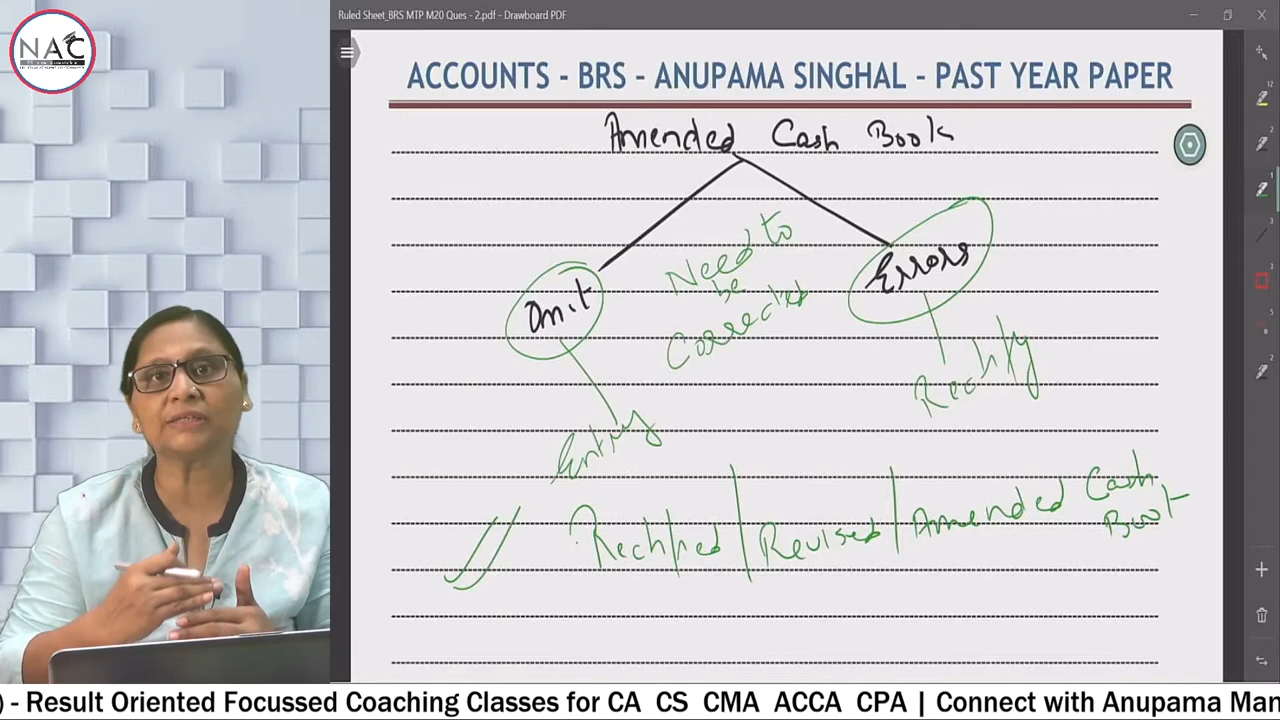 Ruled Sheet_BRS MTP M20 Ques - 2.pdf - Drawboard PDF
NAC
ACCOUNTS - BRS - ANUPAMA SINGHAL - PAST YEAR PAPER
Amended Cash Book
Omit
Need to
be
Corrected
Errors
Rectify
Entry
Rectified | Revised | Amended Cash
Book
) - Result Oriented Focussed Coaching Classes for CA CS CMA ACCA CPA | Connect with Anupama Man